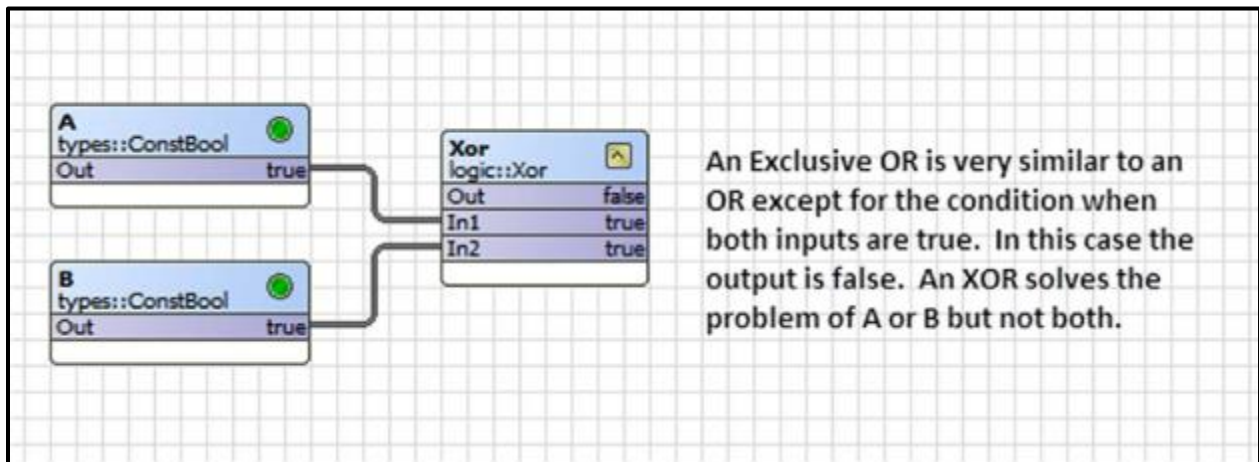 A
types::ConstBool
Out true
B
types::ConstBool
Out true
Xor
logic::Xor
Out false
In1 true
In2 true
An Exclusive OR is very similar to an
OR except for the condition when
both inputs are true. In this case the
output is false. An XOR solves the
problem of A or B but not both.